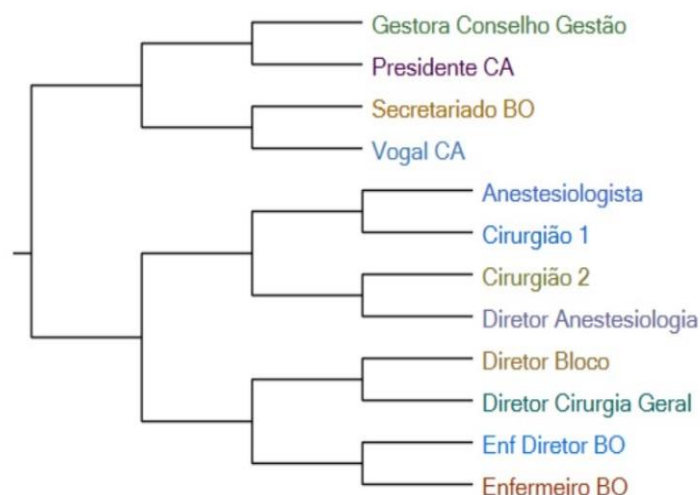 Gestora Conselho Gestão
Presidente CA
Secretariado BO
Vogal CA
Anestesiologista
Cirurgião 1
Cirurgião 2
Diretor Anestesiologia
Diretor Bloco
Diretor Cirurgia Geral
Enf Diretor BO
Enfermeiro BO